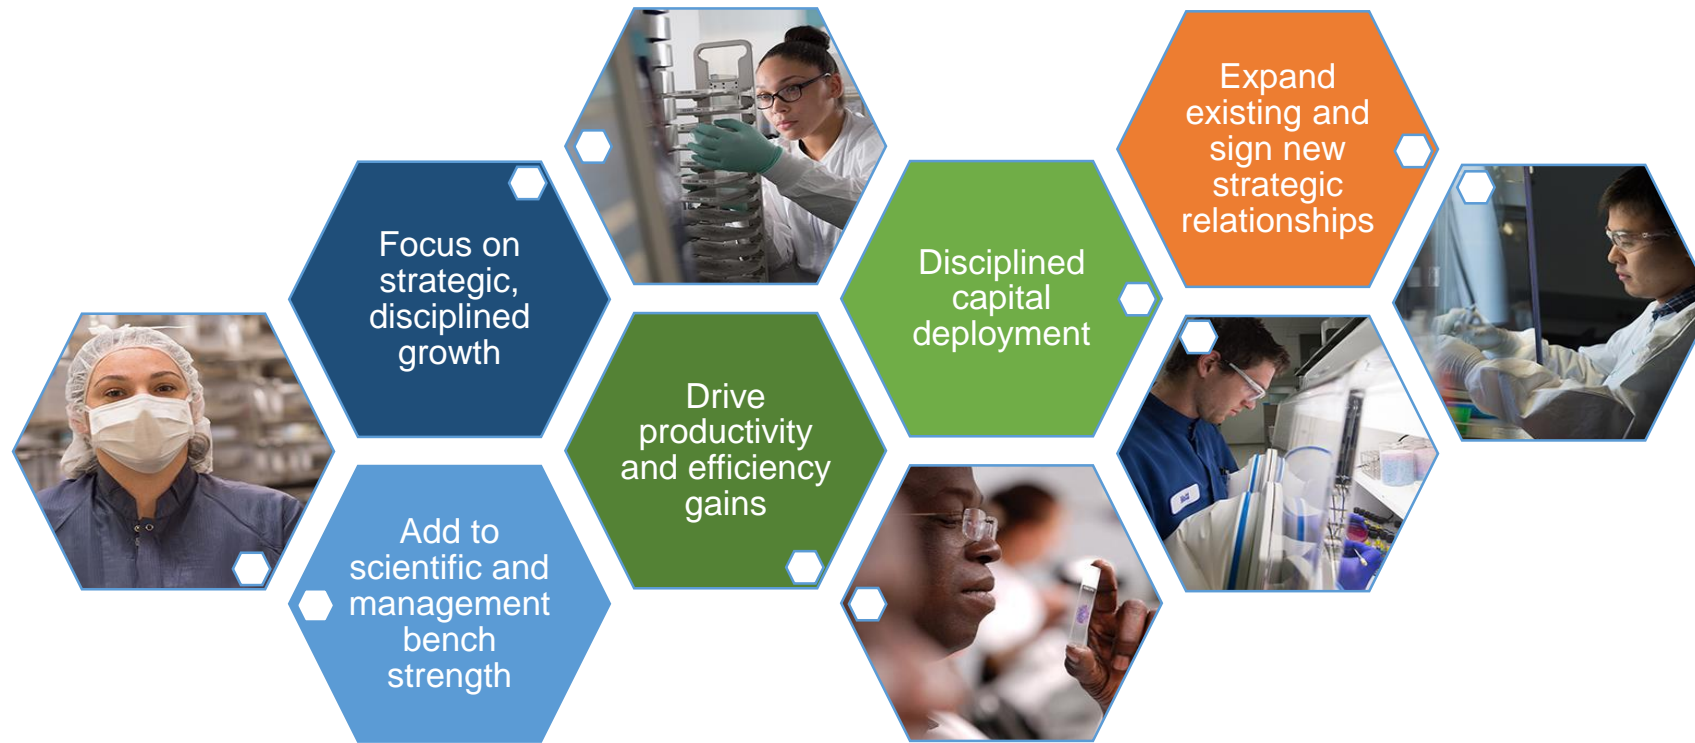 Focus on
strategic,
disciplined
growth
Add to
scientific and
management
bench
strength
Drive
productivity
and efficiency
gains
Disciplined
capital
deployment
Expand
existing and
sign new
strategic
relationships